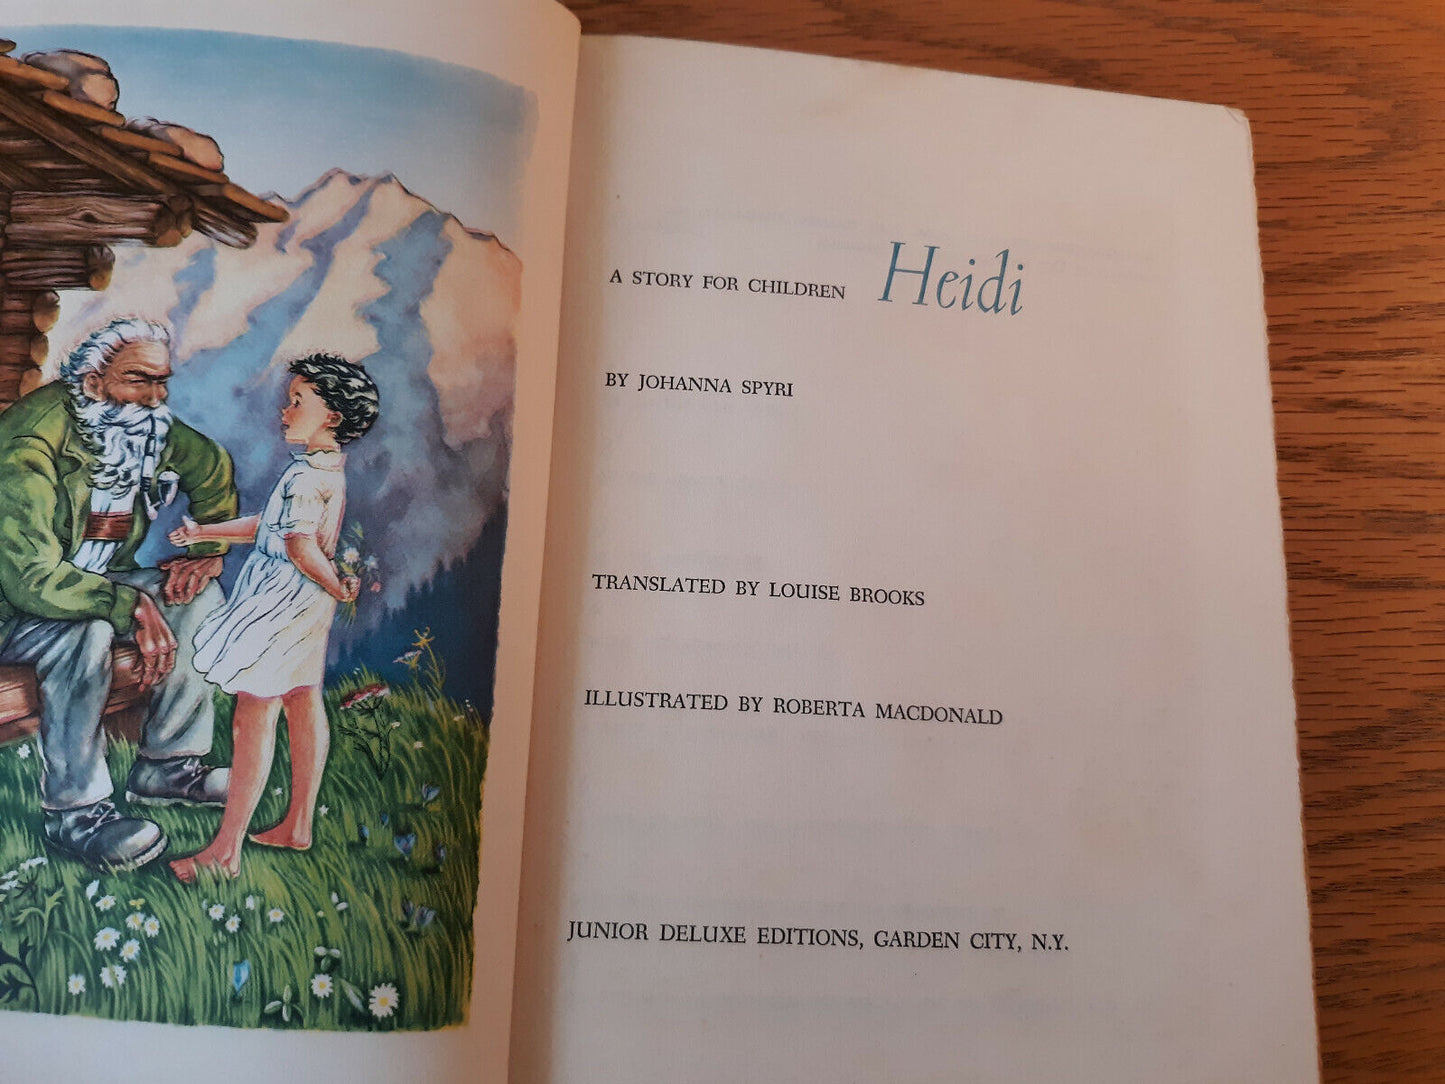 A STORY FOR CHILDREN Heidi
BY JOHANNA SPYRI
TRANSLATED BY LOUISE BROOKS
ILLUSTRATED BY ROBERTA MACDONALD
JUNIOR DELUXE EDITIONS, GARDEN CITY, N.Y.